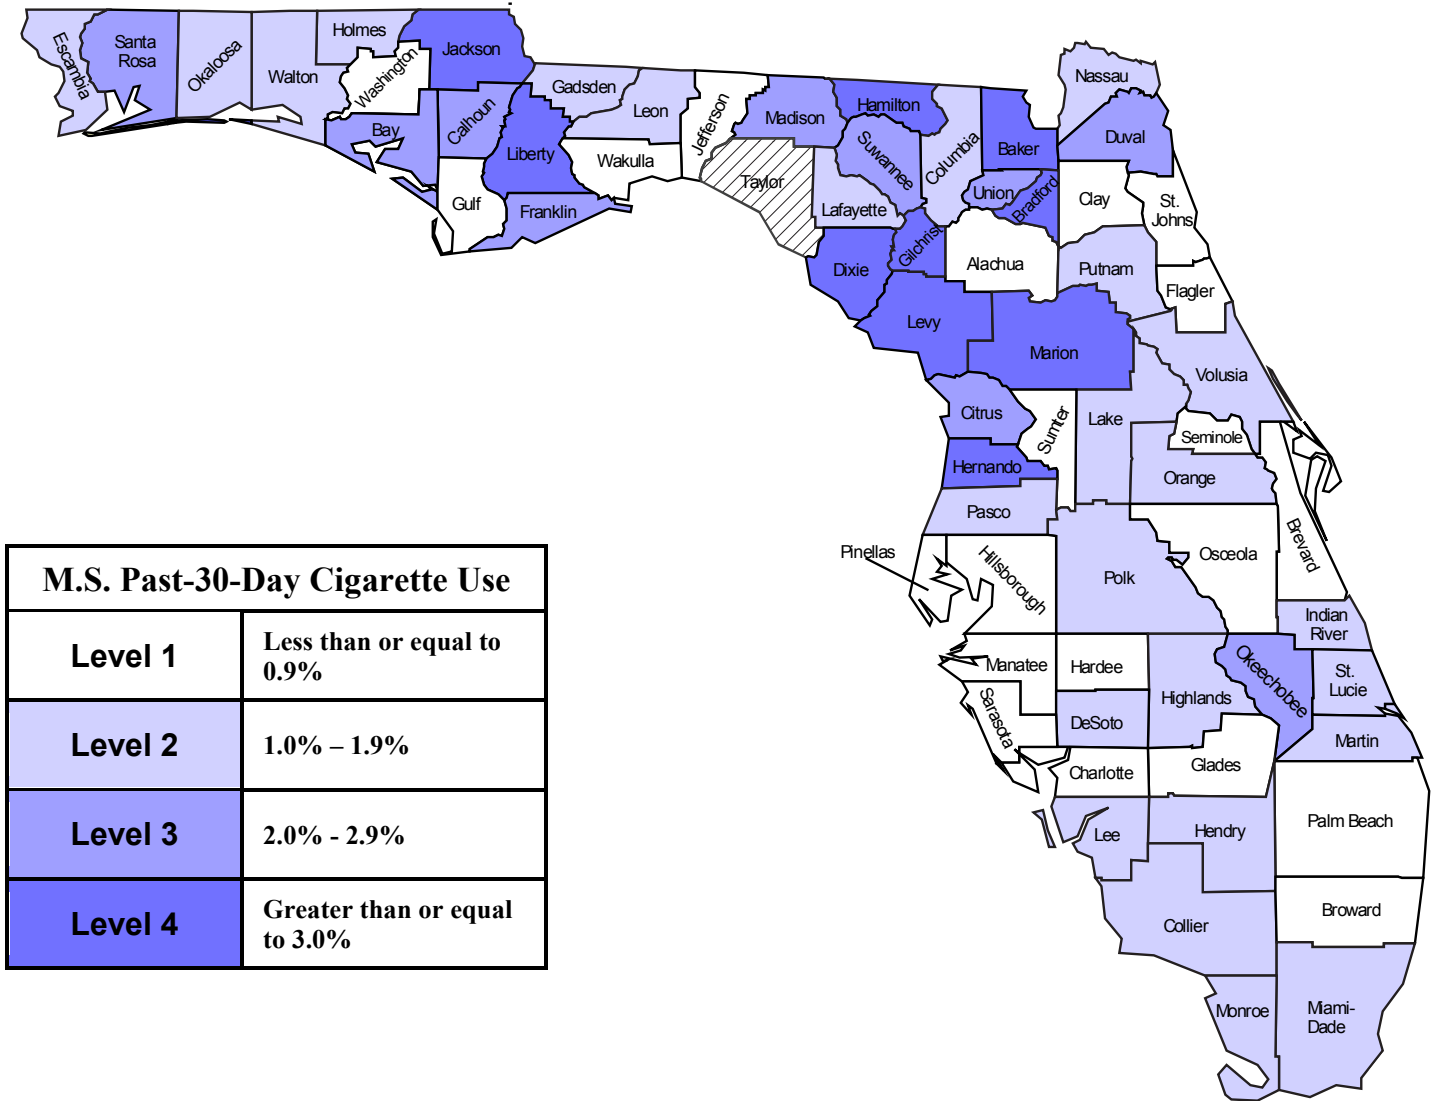 Escambia
Santa
Rosa
Okaloosa
Walton
Holmes
Washington
Jackson
Bay
Calhoun
Gulf
Liberty
Franklin
Gadsden
Leon
Wakulla
Jefferson
Madison
Taylor
Hamilton
Suwannee
Lafayette
Columbia
Baker
Union
Bradford
Nassau
Duval
Clay
St.
Johns
Dixie
Gilchrist
Alachua
Putnam
Flagler
Levy
Marion
Volusia
Citrus
Sumter
Lake
Seminole
Hernando
Orange
Pasco
Pinellas
Hillsborough
Polk
Osceola
Brevard
Indian
River
Manatee
Hardee
Highlands
Okeechobee
St.
Lucie
Sarasota
DeSoto
Martin
Charlotte
Glades
Lee
Hendry
Palm Beach
Collier
Broward
Monroe
Miami-
Dade
M.S. Past-30-Day Cigarette Use
Level 1
Less than or equal to
0.9%
Level 2
1.0% – 1.9%
Level 3
2.0% - 2.9%
Level 4
Greater than or equal
to 3.0%